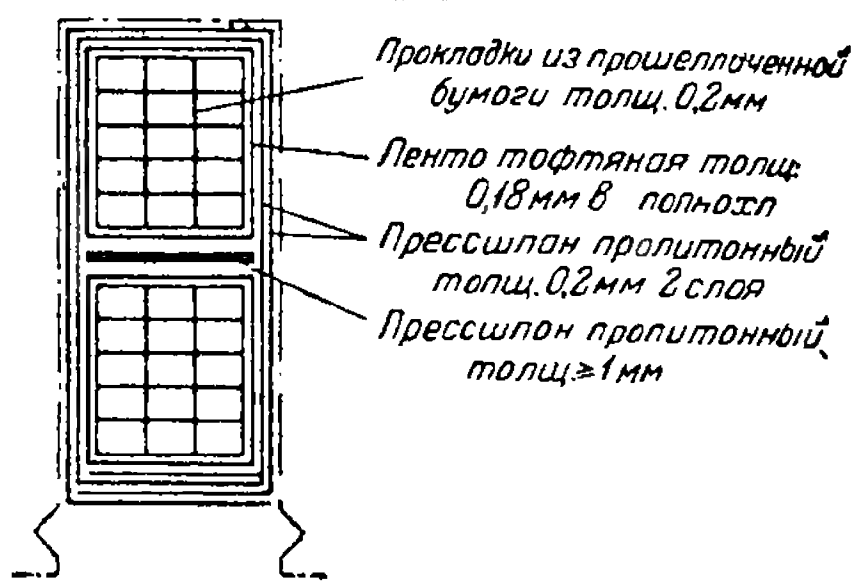 Прокладки из прошеллаченной
бумаги толщ. 0,2мм
Лента тафтяная толщ.
0,18мм в полнахл
Прессшпан пропитанный
толщ. 0,2мм 2 слоя
Прессшпан пропитанный,
толщ. ≥1мм